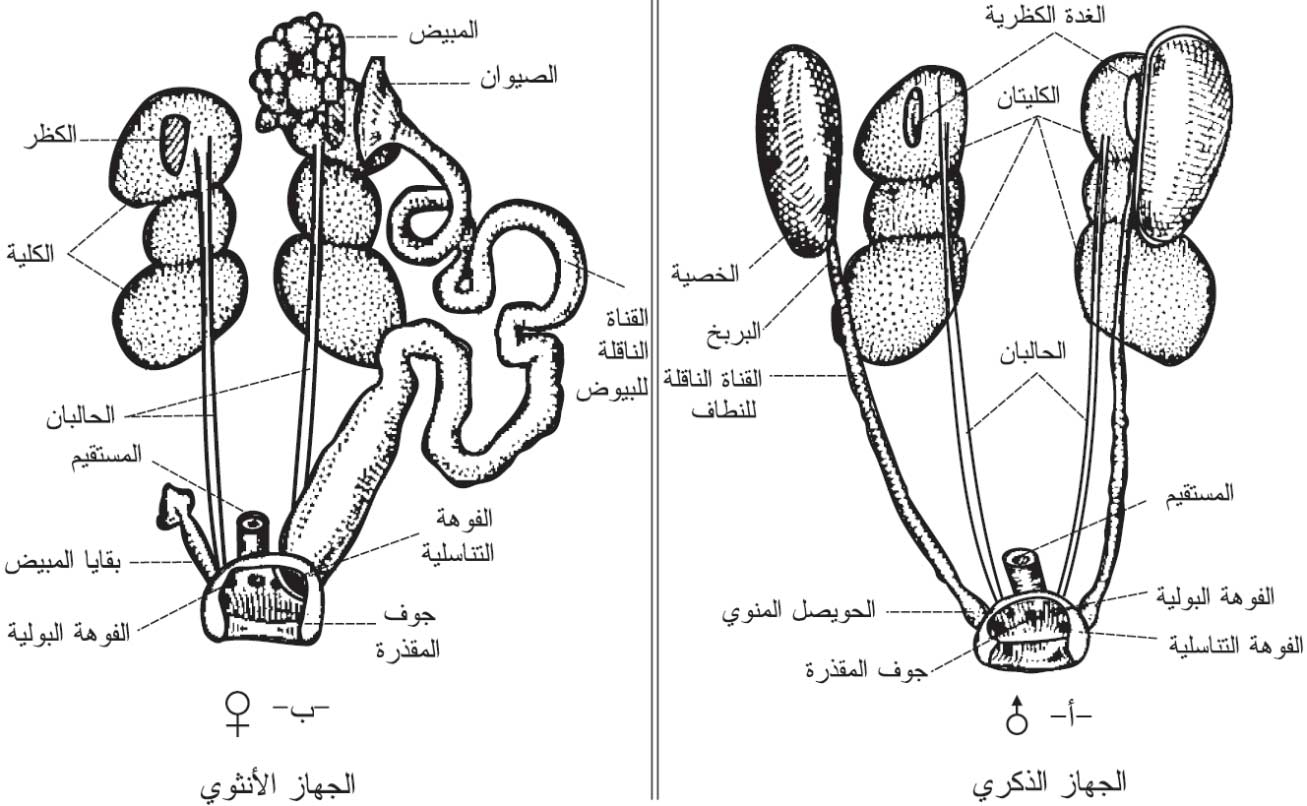 الغدة الكظرية
الكليتان
الخصية
البربخ
القناة الناقلة
للنطاف
الحالبان
المستقيم
الحويصل المنوي
الفوهة البولية
الفوهة التناسلية
جوف المقذرة
-أ-
♂
الجهاز الذكري
المبيض
الصيوان
الكظر
الكلية
القناة
الناقلة
للبيوض
الحالبان
المستقيم
الفوهة
التناسلية
بقايا المبيض
الفوهة البولية
جوف
المقذرة
-ب-
♀
الجهاز الأنثوي